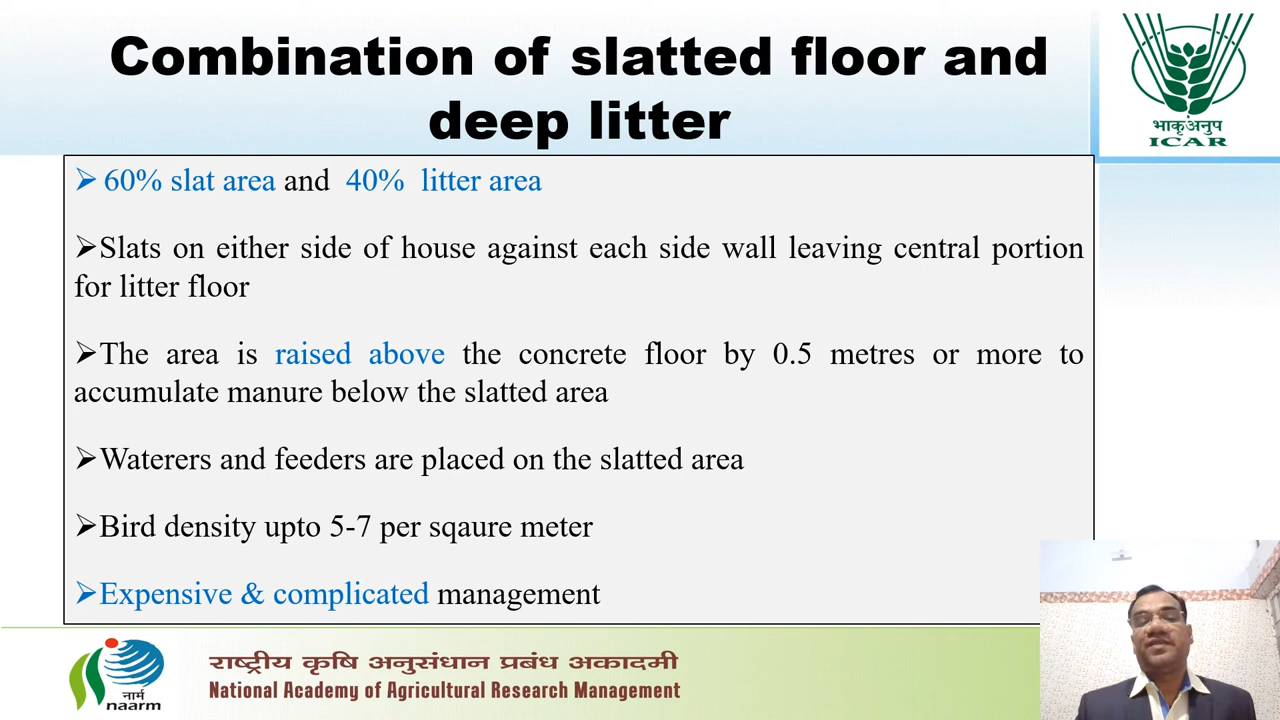 Combination of slatted floor and
deep litter
भाकृअनुप
ICAR
➢ 60% slat area and 40% litter area
➢Slats on either side of house against each side wall leaving central portion
for litter floor
➢The area is raised above the concrete floor by 0.5 metres or more to
accumulate manure below the slatted area
➢Waterers and feeders are placed on the slatted area
➢Bird density upto 5-7 per sqaure meter
➢Expensive & complicated management
नार्म
naarm
राष्ट्रीय कृषि अनुसंधान प्रबंध अकादमी
National Academy of Agricultural Research Management